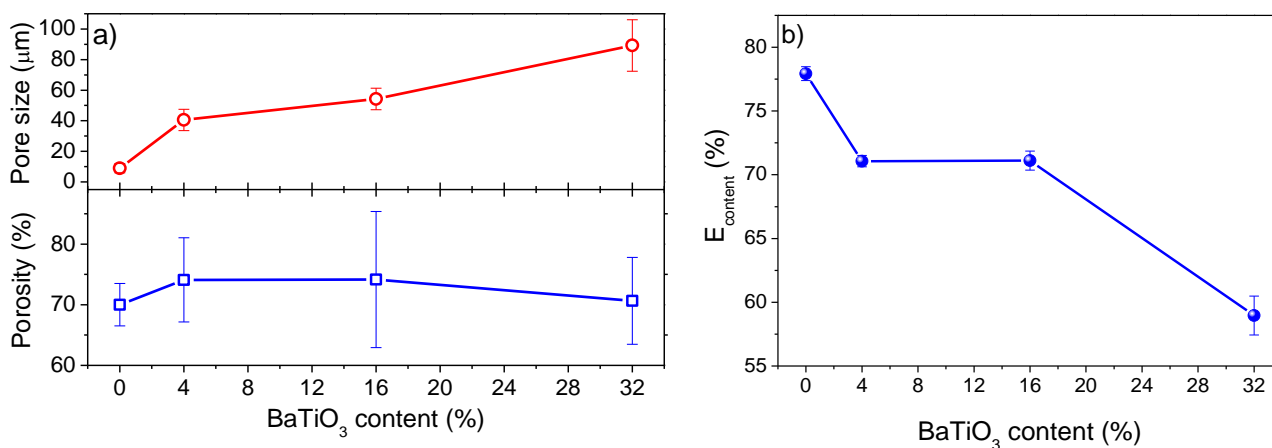 a)
Pore size (μm)
100
80
60
40
20
0
Porosity (%)
80
70
60
0 4 8 12 16 20 24 28 32
BaTiO₃ content (%)
b)
E_content (%)
80
75
70
65
60
55
0 4 8 12 16 20 24 28 32
BaTiO₃ content (%)